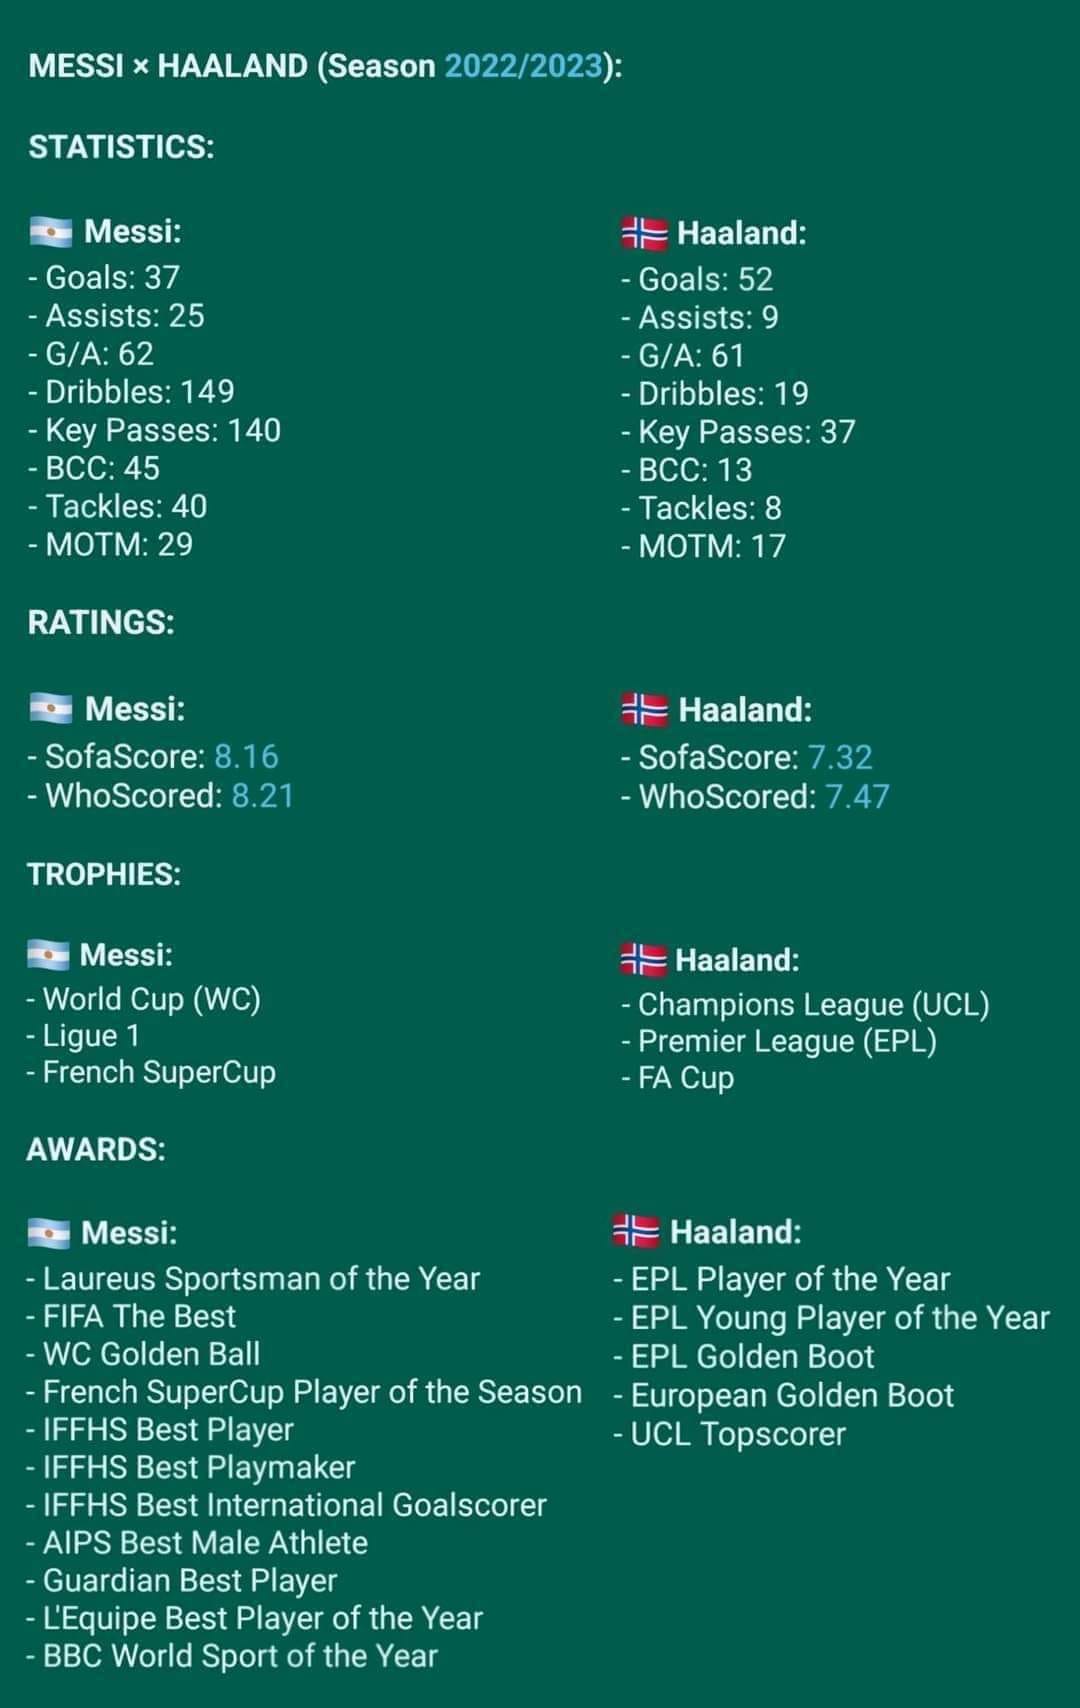 MESSI × HAALAND (Season 2022/2023):
STATISTICS:
Messi:
- Goals: 37
- Assists: 25
- G/A: 62
- Dribbles: 149
- Key Passes: 140
- BCC: 45
- Tackles: 40
- MOTM: 29
Haaland:
- Goals: 52
- Assists: 9
- G/A: 61
- Dribbles: 19
- Key Passes: 37
- BCC: 13
- Tackles: 8
- MOTM: 17
RATINGS:
Messi:
- SofaScore: 8.16
- WhoScored: 8.21
Haaland:
- SofaScore: 7.32
- WhoScored: 7.47
TROPHIES:
Messi:
- World Cup (WC)
- Ligue 1
- French SuperCup
Haaland:
- Champions League (UCL)
- Premier League (EPL)
- FA Cup
AWARDS:
Messi:
- Laureus Sportsman of the Year
- FIFA The Best
- WC Golden Ball
- French SuperCup Player of the Season
- IFFHS Best Player
- IFFHS Best Playmaker
- IFFHS Best International Goalscorer
- AIPS Best Male Athlete
- Guardian Best Player
- L'Equipe Best Player of the Year
- BBC World Sport of the Year
Haaland:
- EPL Player of the Year
- EPL Young Player of the Year
- EPL Golden Boot
- European Golden Boot
- UCL Topscorer